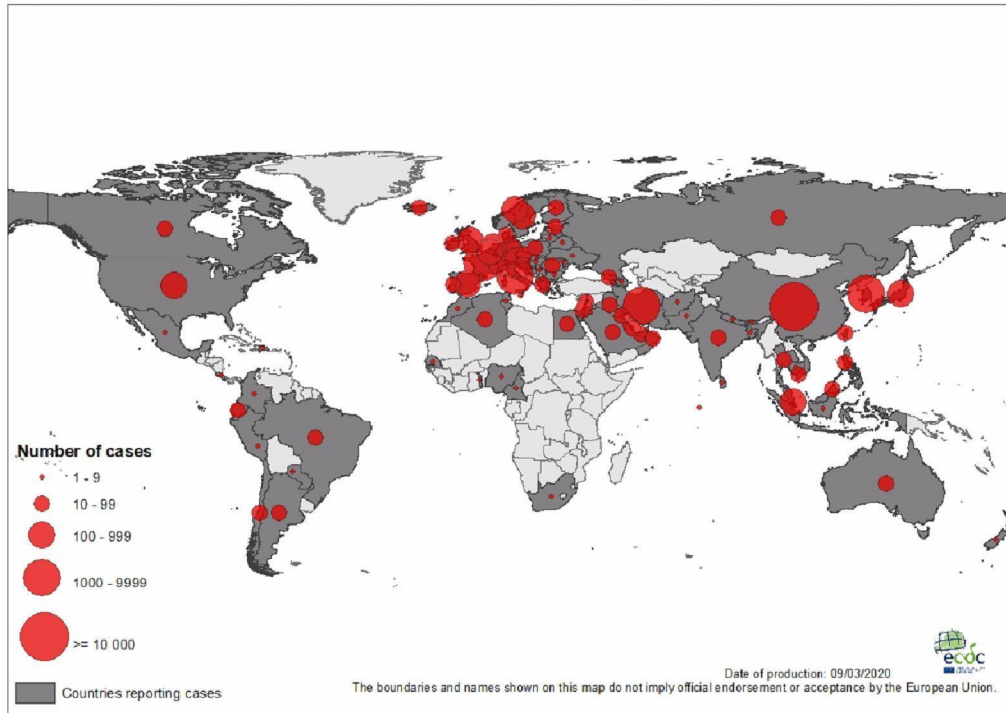 Number of cases
1 - 9
10 - 99
100 - 999
1000 - 9999
>= 10 000
Countries reporting cases
ecdc
Date of production: 09/03/2020
The boundaries and names shown on this map do not imply official endorsement or acceptance by the European Union.